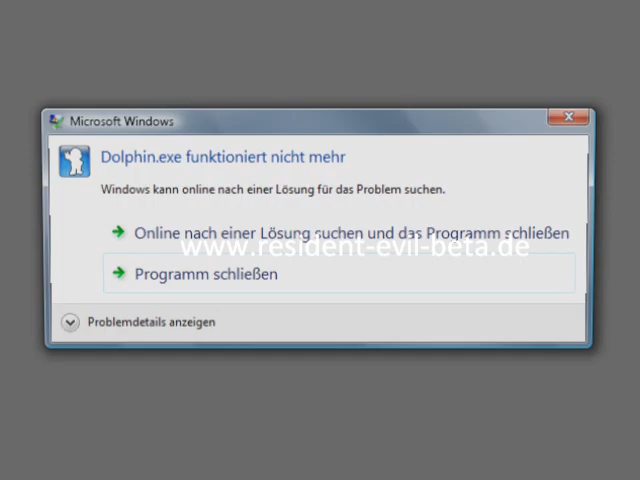 Microsoft Windows
Dolphin.exe funktioniert nicht mehr
Windows kann online nach einer Lösung für das Problem suchen.
Online nach einer Lösung suchen und das Programm schließen
www.resident-evil-beta.de
Programm schließen
Problemdetails anzeigen